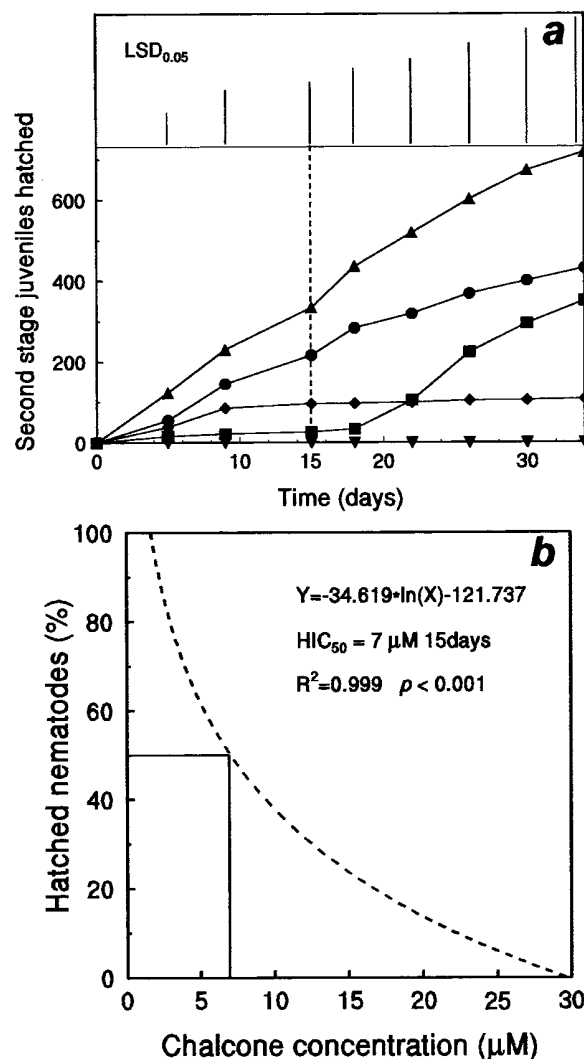 a
LSD0.05
600
400
200
0
0 10 15 20 30
Second stage juveniles hatched
Time (days)
b
100
80
60
40
20
0
Y=-34.619*ln(X)-121.737
HIC50 = 7 µM 15days
R2=0.999 p < 0.001
Hatched nematodes (%)
0 5 10 15 20 25 30
Chalcone concentration (µM)